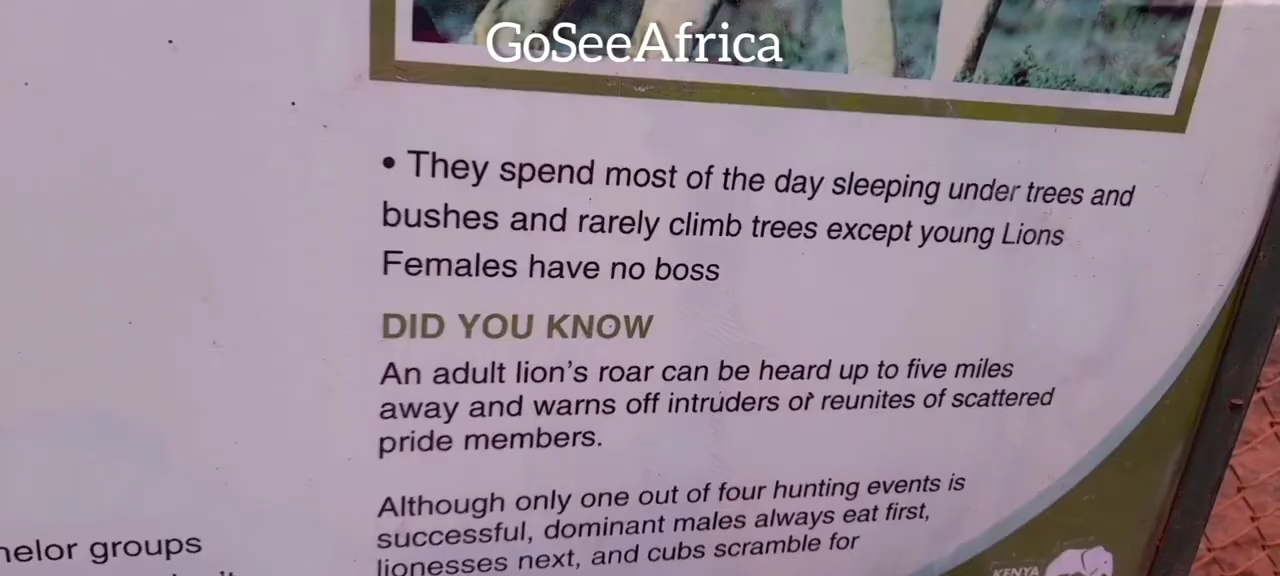 GoSeeAfrica
• They spend most of the day sleeping under trees and
bushes and rarely climb trees except young Lions
Females have no boss
DID YOU KNOW
An adult lion's roar can be heard up to five miles
away and warns off intruders or reunites of scattered
pride members.
Although only one out of four hunting events is
successful, dominant males always eat first,
lionesses next, and cubs scramble for
groups
KENYA